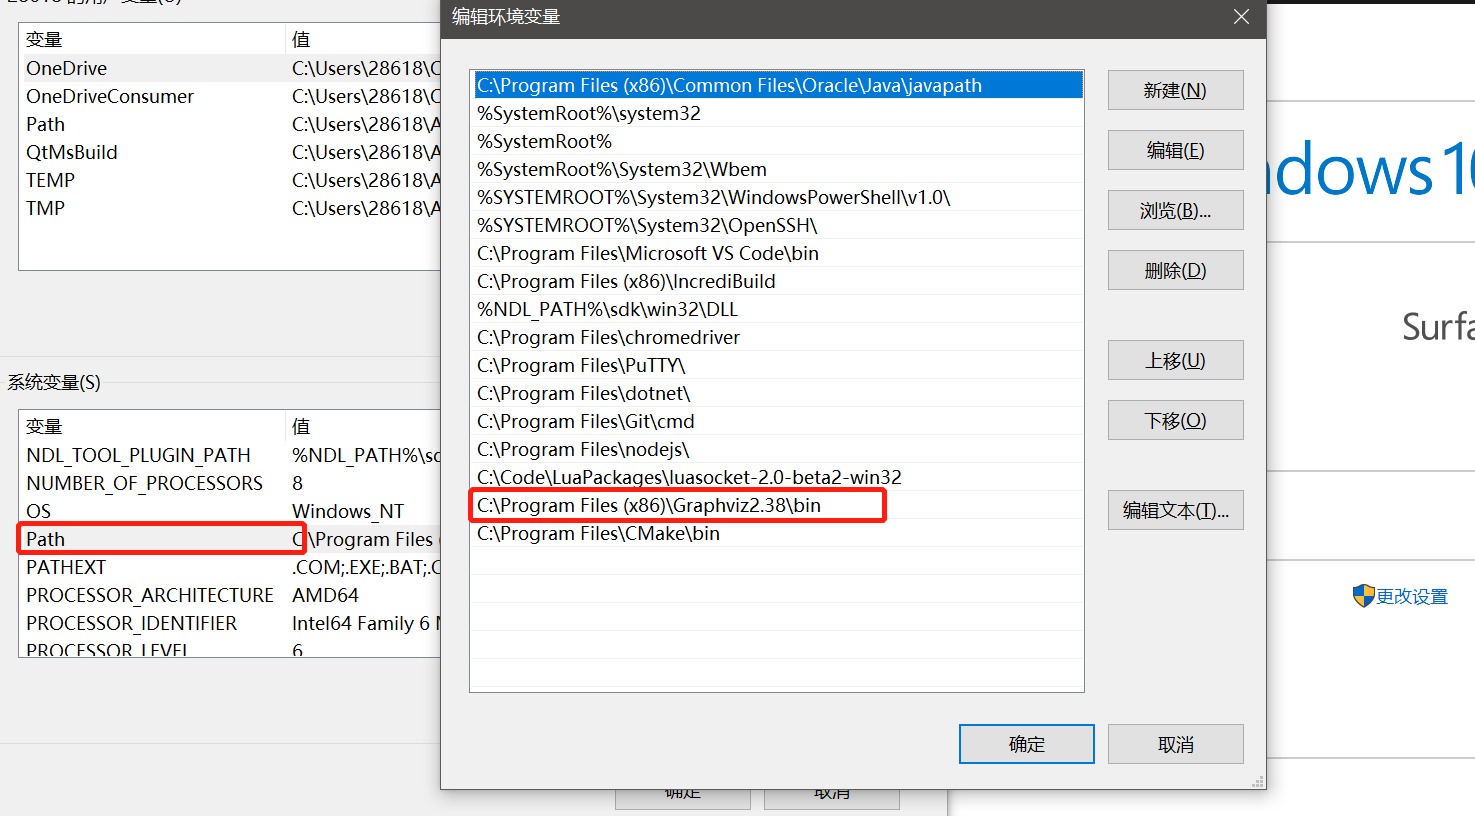 变量 值
OneDrive C:\Users\28618\
OneDriveConsumer C:\Users\28618\
Path C:\Users\28618\A
QtMsBuild C:\Users\28618\A
TEMP C:\Users\28618\A
TMP C:\Users\28618\A
系统变量(S)
变量 值
NDL_TOOL_PLUGIN_PATH %NDL_PATH%\sd
NUMBER_OF_PROCESSORS 8
OS Windows_NT
Path C:\Program Files
PATHEXT .COM;.EXE;.BAT;.C
PROCESSOR_ARCHITECTURE AMD64
PROCESSOR_IDENTIFIER Intel64 Family 6
PROCESSOR_LEVEL 6
确定 取消
编辑环境变量
C:\Program Files (x86)\Common Files\Oracle\Java\javapath
%SystemRoot%\system32
%SystemRoot%
%SystemRoot%\System32\Wbem
%SYSTEMROOT%\System32\WindowsPowerShell\v1.0\
%SYSTEMROOT%\System32\OpenSSH\
C:\Program Files\Microsoft VS Code\bin
C:\Program Files (x86)\IncrediBuild
%NDL_PATH%\sdk\win32\DLL
C:\Program Files\chromedriver
C:\Program Files\PuTTY\
C:\Program Files\dotnet\
C:\Program Files\Git\cmd
C:\Program Files\nodejs\
C:\Code\LuaPackages\luasocket-2.0-beta2-win32
C:\Program Files (x86)\Graphviz2.38\bin
C:\Program Files\CMake\bin
新建(N)
编辑(E)
浏览(B)...
删除(D)
上移(U)
下移(O)
编辑文本(T)...
确定 取消
ndows 10
Surfa
更改设置